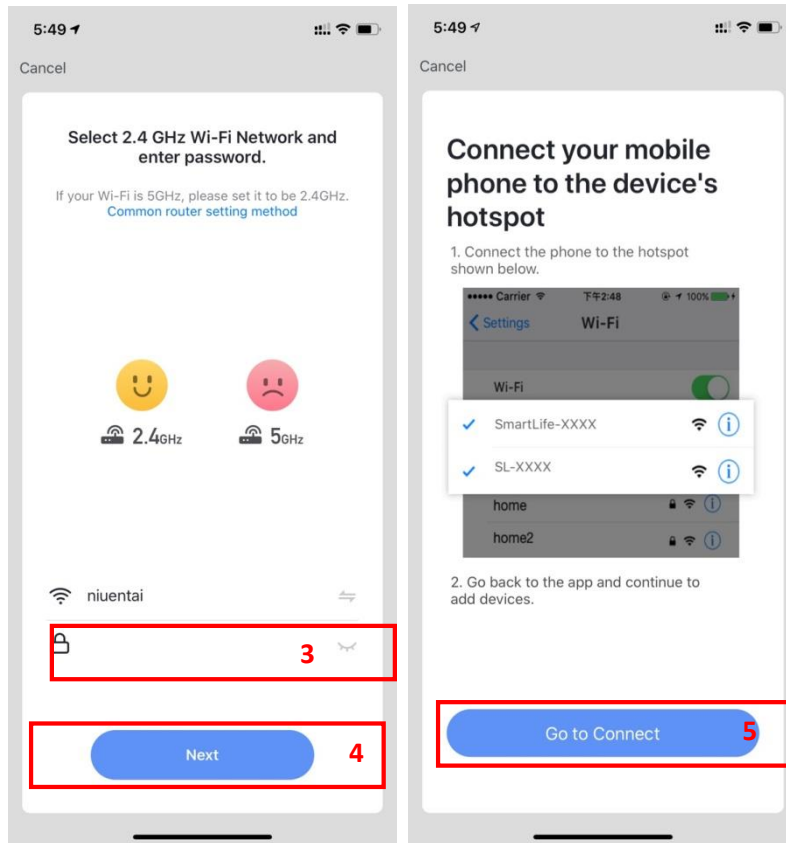 5:49
Cancel
Select 2.4 GHz Wi-Fi Network and
enter password.
If your Wi-Fi is 5GHz, please set it to be 2.4GHz.
Common router setting method
2.4GHz
5GHz
niuentai
3
Next
4
5:49
Cancel
Connect your mobile
phone to the device's
hotspot
1. Connect the phone to the hotspot
shown below.
Carrier 下午2:48 100%
Settings Wi-Fi
Wi-Fi
SmartLife-XXXX
SL-XXXX
home
home2
2. Go back to the app and continue to
add devices.
Go to Connect
5